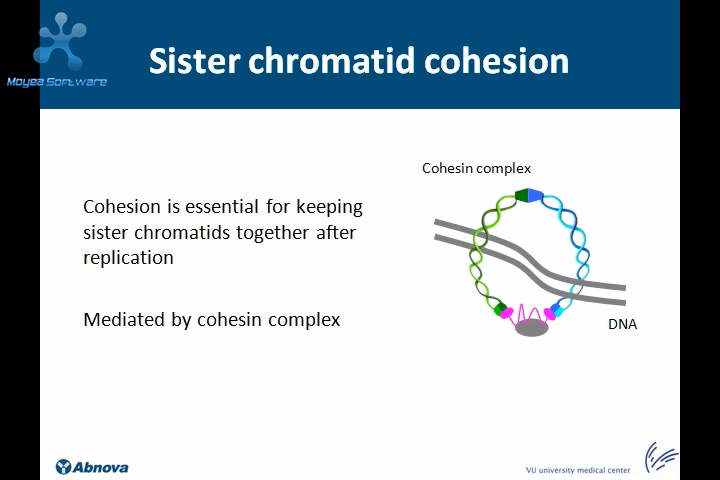 Moyea Software
Sister chromatid cohesion
Cohesin complex
Cohesion is essential for keeping
sister chromatids together after
replication
Mediated by cohesin complex
DNA
Abnova
VU university medical center